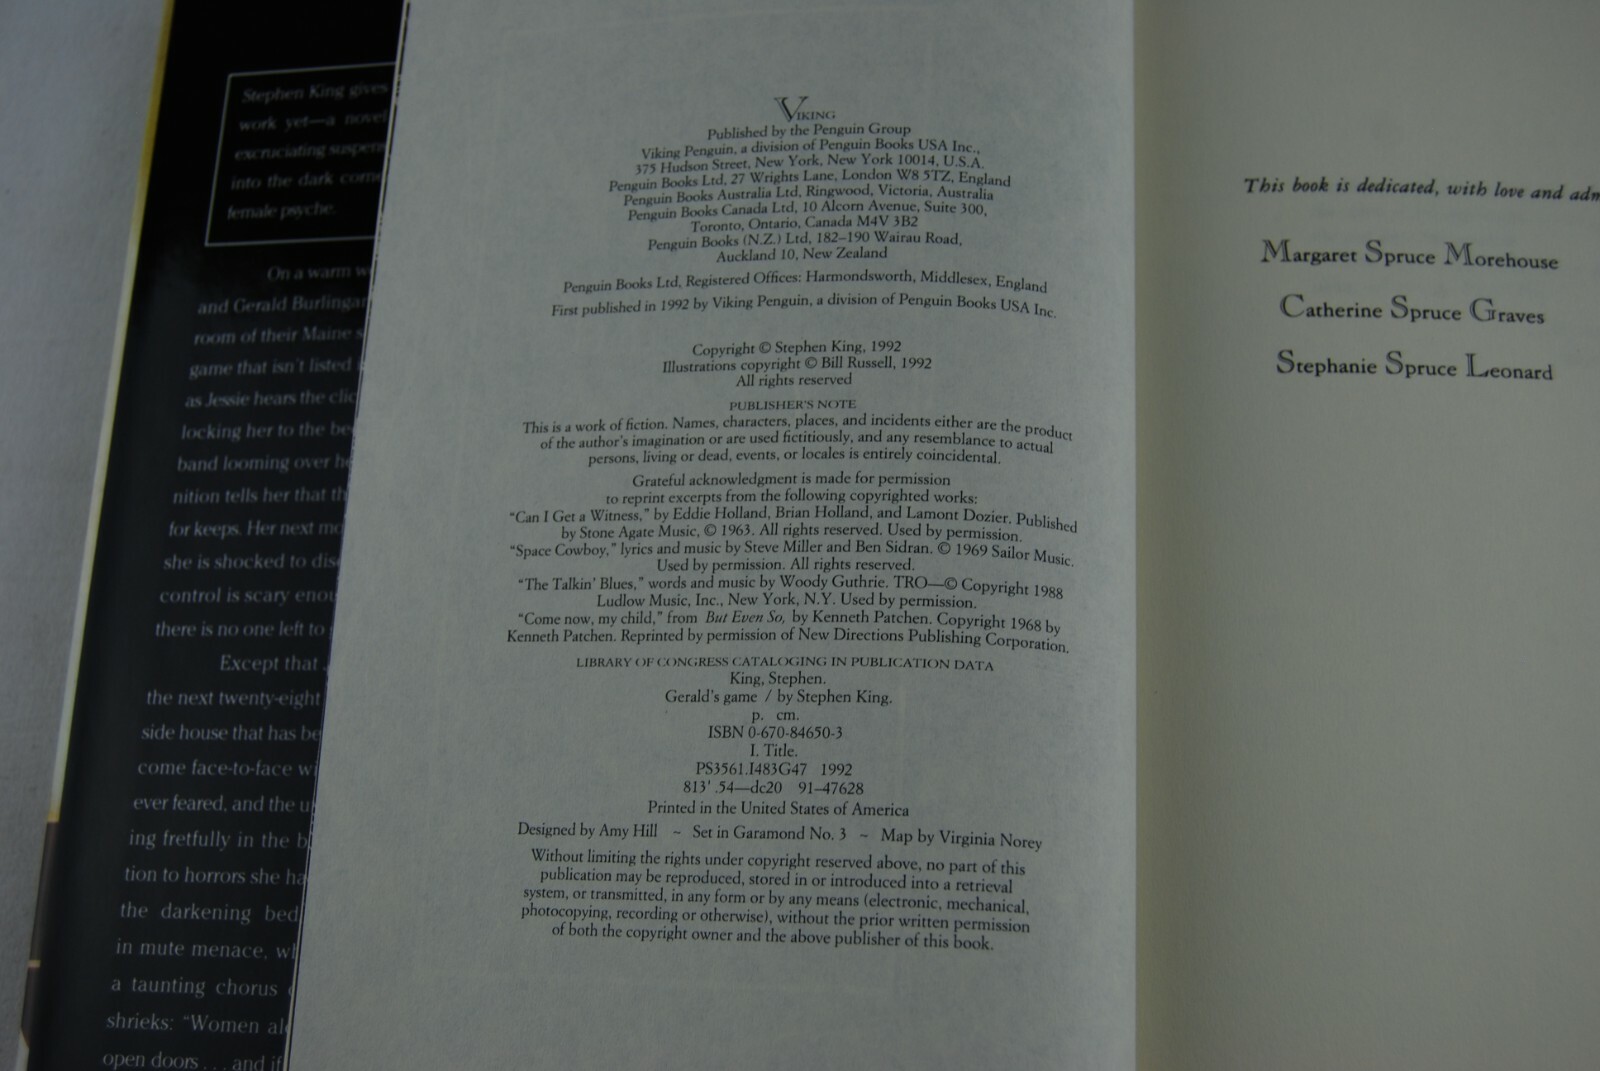 Stephen King gives
work yet—a novel
excruciating suspens
into the dark corne
female psyche.
On a warm w
and Gerald Burlingar
room of their Maine s
game that isn't listed
as Jessie hears the clic
locking her to the be
band looming over he
nition tells her that th
for keeps. Her next mo
she is shocked to dis
control is scary enou
there is no one left to
Except that
the next twenty-eight
side house that has be
come face-to-face wi
ever feared, and the u
ing fretfully in the b
tion to horrors she ha
the darkening bed
in mute menace, wh
a taunting chorus
shrieks: "Women al
open doors . . . and if
VIKING
Published by the Penguin Group
Viking Penguin, a division of Penguin Books USA Inc.,
375 Hudson Street, New York, New York 10014, U.S.A.
Penguin Books Ltd, 27 Wrights Lane, London W8 5TZ, England
Penguin Books Australia Ltd, Ringwood, Victoria, Australia
Penguin Books Canada Ltd, 10 Alcorn Avenue, Suite 300,
Toronto, Ontario, Canada M4V 3B2
Penguin Books (N.Z.) Ltd, 182–190 Wairau Road,
Auckland 10, New Zealand
Penguin Books Ltd, Registered Offices: Harmondsworth, Middlesex, England
First published in 1992 by Viking Penguin, a division of Penguin Books USA Inc.
Copyright © Stephen King, 1992
Illustrations copyright © Bill Russell, 1992
All rights reserved
PUBLISHER'S NOTE
This is a work of fiction. Names, characters, places, and incidents either are the product
of the author's imagination or are used fictitiously, and any resemblance to actual
persons, living or dead, events, or locales is entirely coincidental.
Grateful acknowledgment is made for permission
to reprint excerpts from the following copyrighted works:
"Can I Get a Witness," by Eddie Holland, Brian Holland, and Lamont Dozier. Published
by Stone Agate Music, © 1963. All rights reserved. Used by permission.
"Space Cowboy," lyrics and music by Steve Miller and Ben Sidran. © 1969 Sailor Music.
Used by permission. All rights reserved.
"The Talkin' Blues," words and music by Woody Guthrie. TRO—© Copyright 1988
Ludlow Music, Inc., New York, N.Y. Used by permission.
"Come now, my child," from But Even So, by Kenneth Patchen. Copyright 1968 by
Kenneth Patchen. Reprinted by permission of New Directions Publishing Corporation.
LIBRARY OF CONGRESS CATALOGING IN PUBLICATION DATA
King, Stephen.
Gerald's game / by Stephen King.
p. cm.
ISBN 0-670-84650-3
I. Title.
PS3561.I483G47 1992
813'.54—dc20 91–47628
Printed in the United States of America
Designed by Amy Hill ~ Set in Garamond No. 3 ~ Map by Virginia Norey
Without limiting the rights under copyright reserved above, no part of this
publication may be reproduced, stored in or introduced into a retrieval
system, or transmitted, in any form or by any means (electronic, mechanical,
photocopying, recording or otherwise), without the prior written permission
of both the copyright owner and the above publisher of this book.
This book is dedicated, with love and adm
Margaret Spruce Morehouse
Catherine Spruce Graves
Stephanie Spruce Leonard